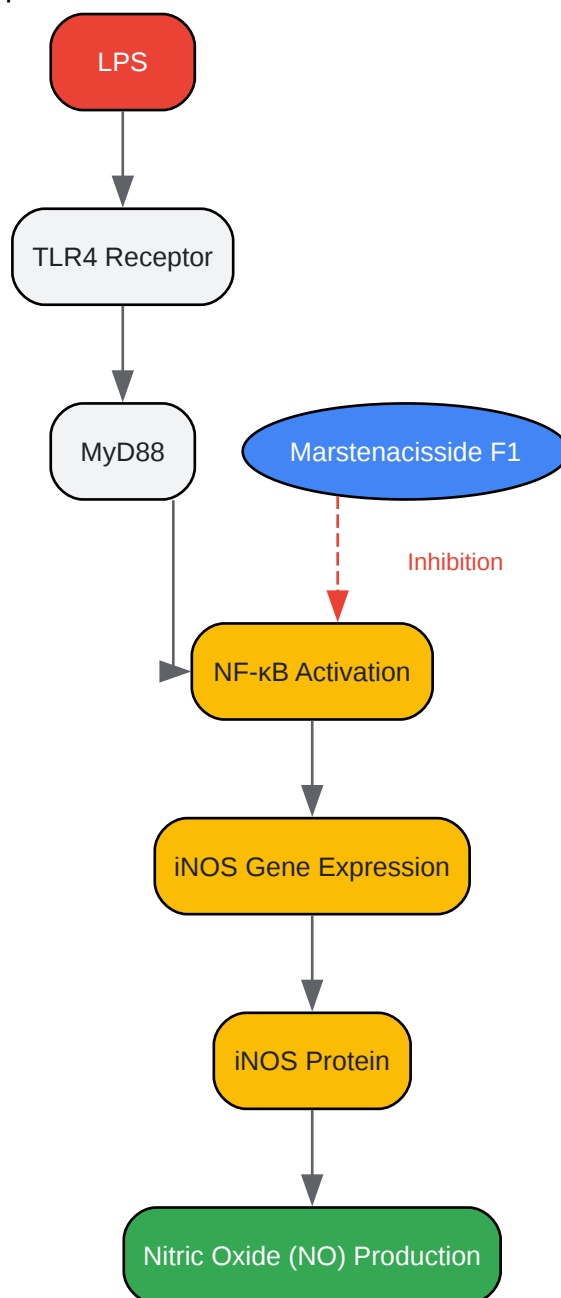 LPS
TLR4 Receptor
MyD88
Marstenacisside F1
Inhibition
NF-κB Activation
iNOS Gene Expression
iNOS Protein
Nitric Oxide (NO) Production